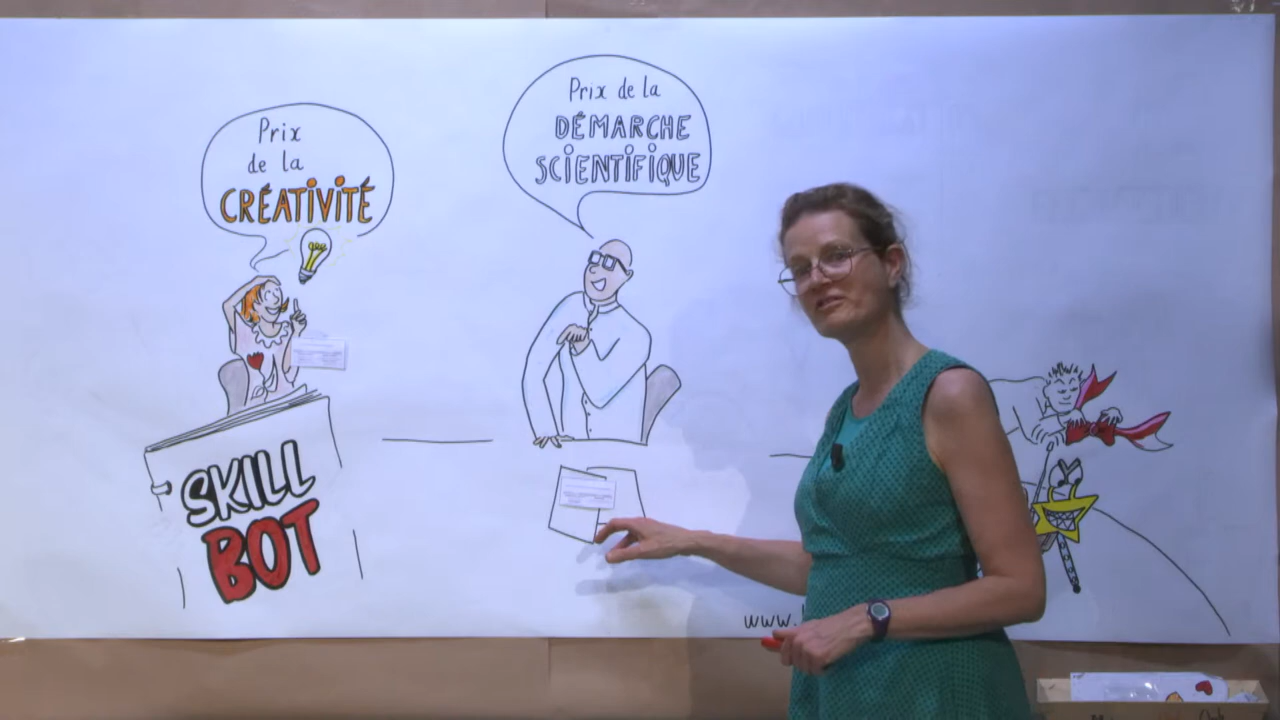 Prix
de la
CRÉATIVITÉ
Prix de la
DÉMARCHE
SCIENTIFIQUE
SKILL
BOT
www.